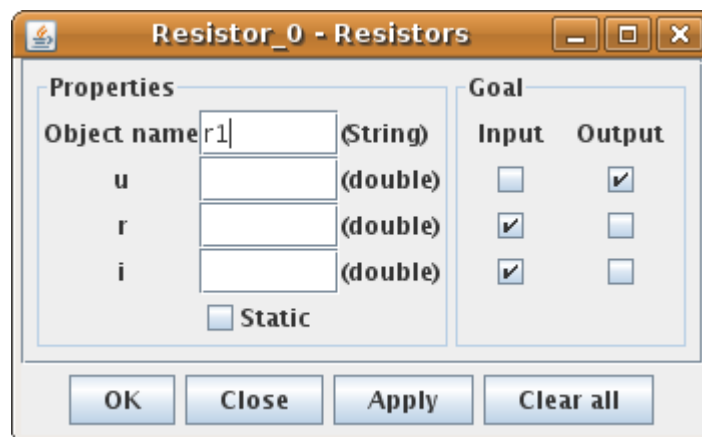 Resistor_0 - Resistors
Properties
Goal
Object name r1 (String) Input Output
u (double)
r (double)
i (double)
Static
OK Close Apply Clear all